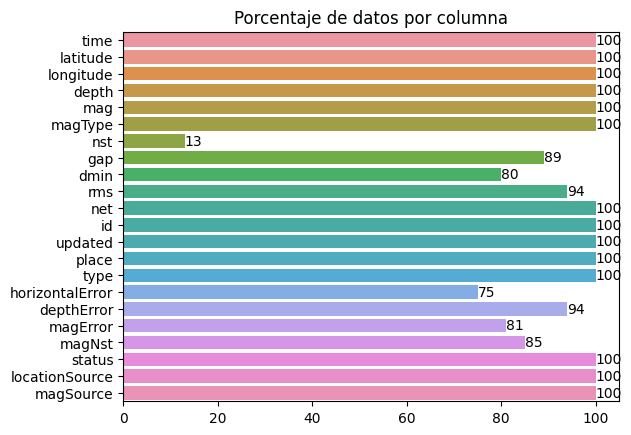 Porcentaje de datos por columna
time 100
latitude 100
longitude 100
depth 100
mag 100
magType 100
nst 13
gap 89
dmin 80
rms 94
net 100
id 100
updated 100
place 100
type 100
horizontalError 75
depthError 94
magError 81
magNst 85
status 100
locationSource 100
magSource 100
0 20 40 60 80 100